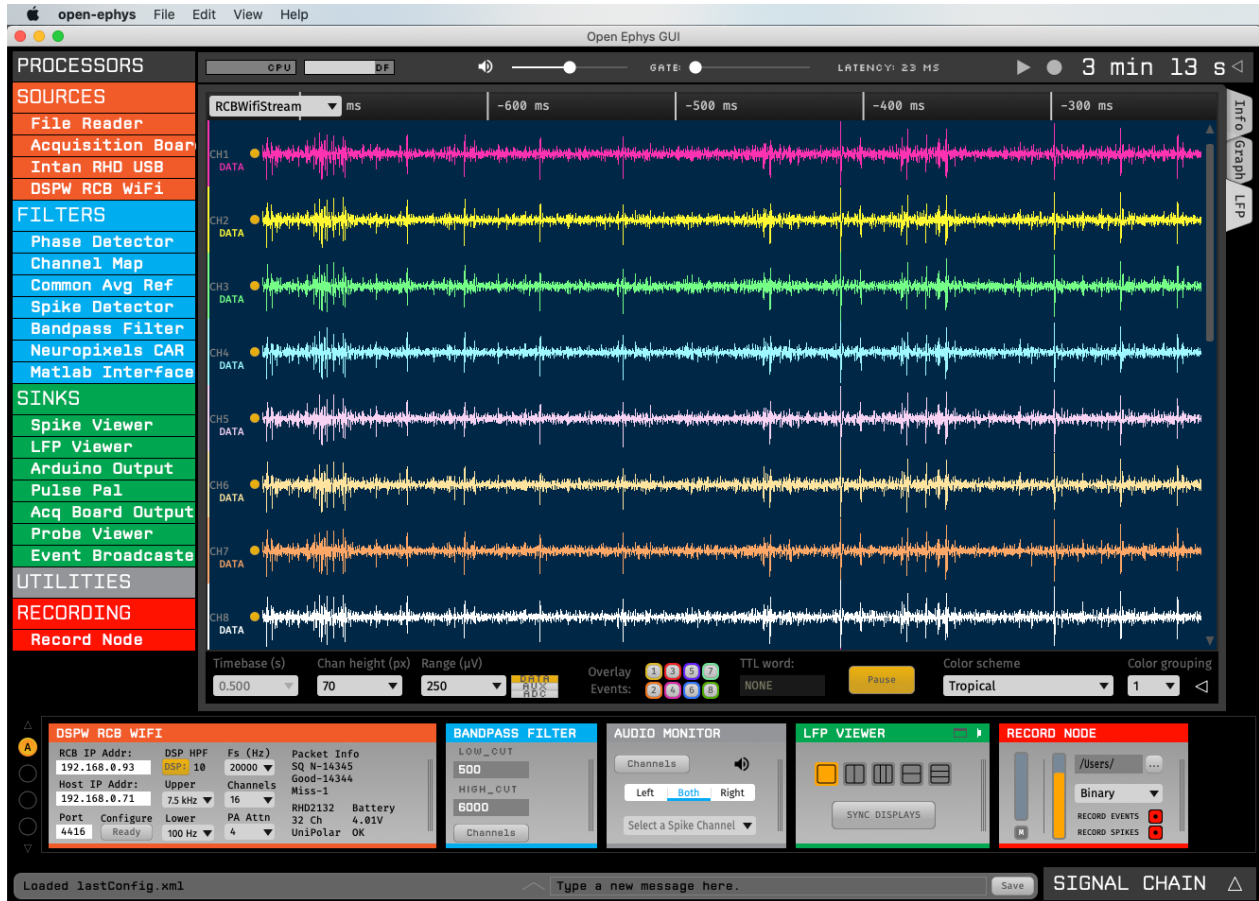 open-ephys File Edit View Help
Open Ephys GUI
PROCESSORS
SOURCES
File Reader
Acquisition Boar
Intan RHD USB
DSPW RCB WiFi
FILTERS
Phase Detector
Channel Map
Common Avg Ref
Spike Detector
Bandpass Filter
Neuropixels CAR
Matlab Interface
SINKS
Spike Viewer
LFP Viewer
Arduino Output
Pulse Pal
Acq Board Output
Probe Viewer
Event Broadcaste
UTILITIES
RECORDING
Record Node
CPU DF GATE: LATENCY: 23 MS 3 min 13 s
RCBWifiStream ms -600 ms -500 ms -400 ms -300 ms
Info
Graph
LFP
CH1
DATA
CH2
DATA
CH3
DATA
CH4
DATA
CH5
DATA
CH6
DATA
CH7
DATA
CH8
DATA
Timebase (s) Chan height (px) Range (µV)
0.500 70 250
DATA
AUX
ADC
Overlay 1 3 5 7
Events: 2 4 6 8
TTL word:
NONE
Pause
Color scheme
Tropical
Color grouping
1
A
DSPW RCB WIFI
RCB IP Addr: DSP HPF Fs (Hz) Packet Info
192.168.0.93 DSP: 10 20000 SQ N-14345
Good-14344
Host IP Addr: Upper Channels Miss-1
192.168.0.71 7.5 kHz 16 RHD2132 Battery
Port Configure Lower PA Attn 32 Ch 4.01V
4416 Ready 100 Hz 4 UniPolar OK
BANDPASS FILTER
LOW_CUT
500
HIGH_CUT
6000
Channels
AUDIO MONITOR
Channels
Left Both Right
Select a Spike Channel
LFP VIEWER
SYNC DISPLAYS
RECORD NODE
/Users/ ...
Binary
RECORD EVENTS
RECORD SPIKES
M
Loaded lastConfig.xml
Type a new message here.
Save
SIGNAL CHAIN